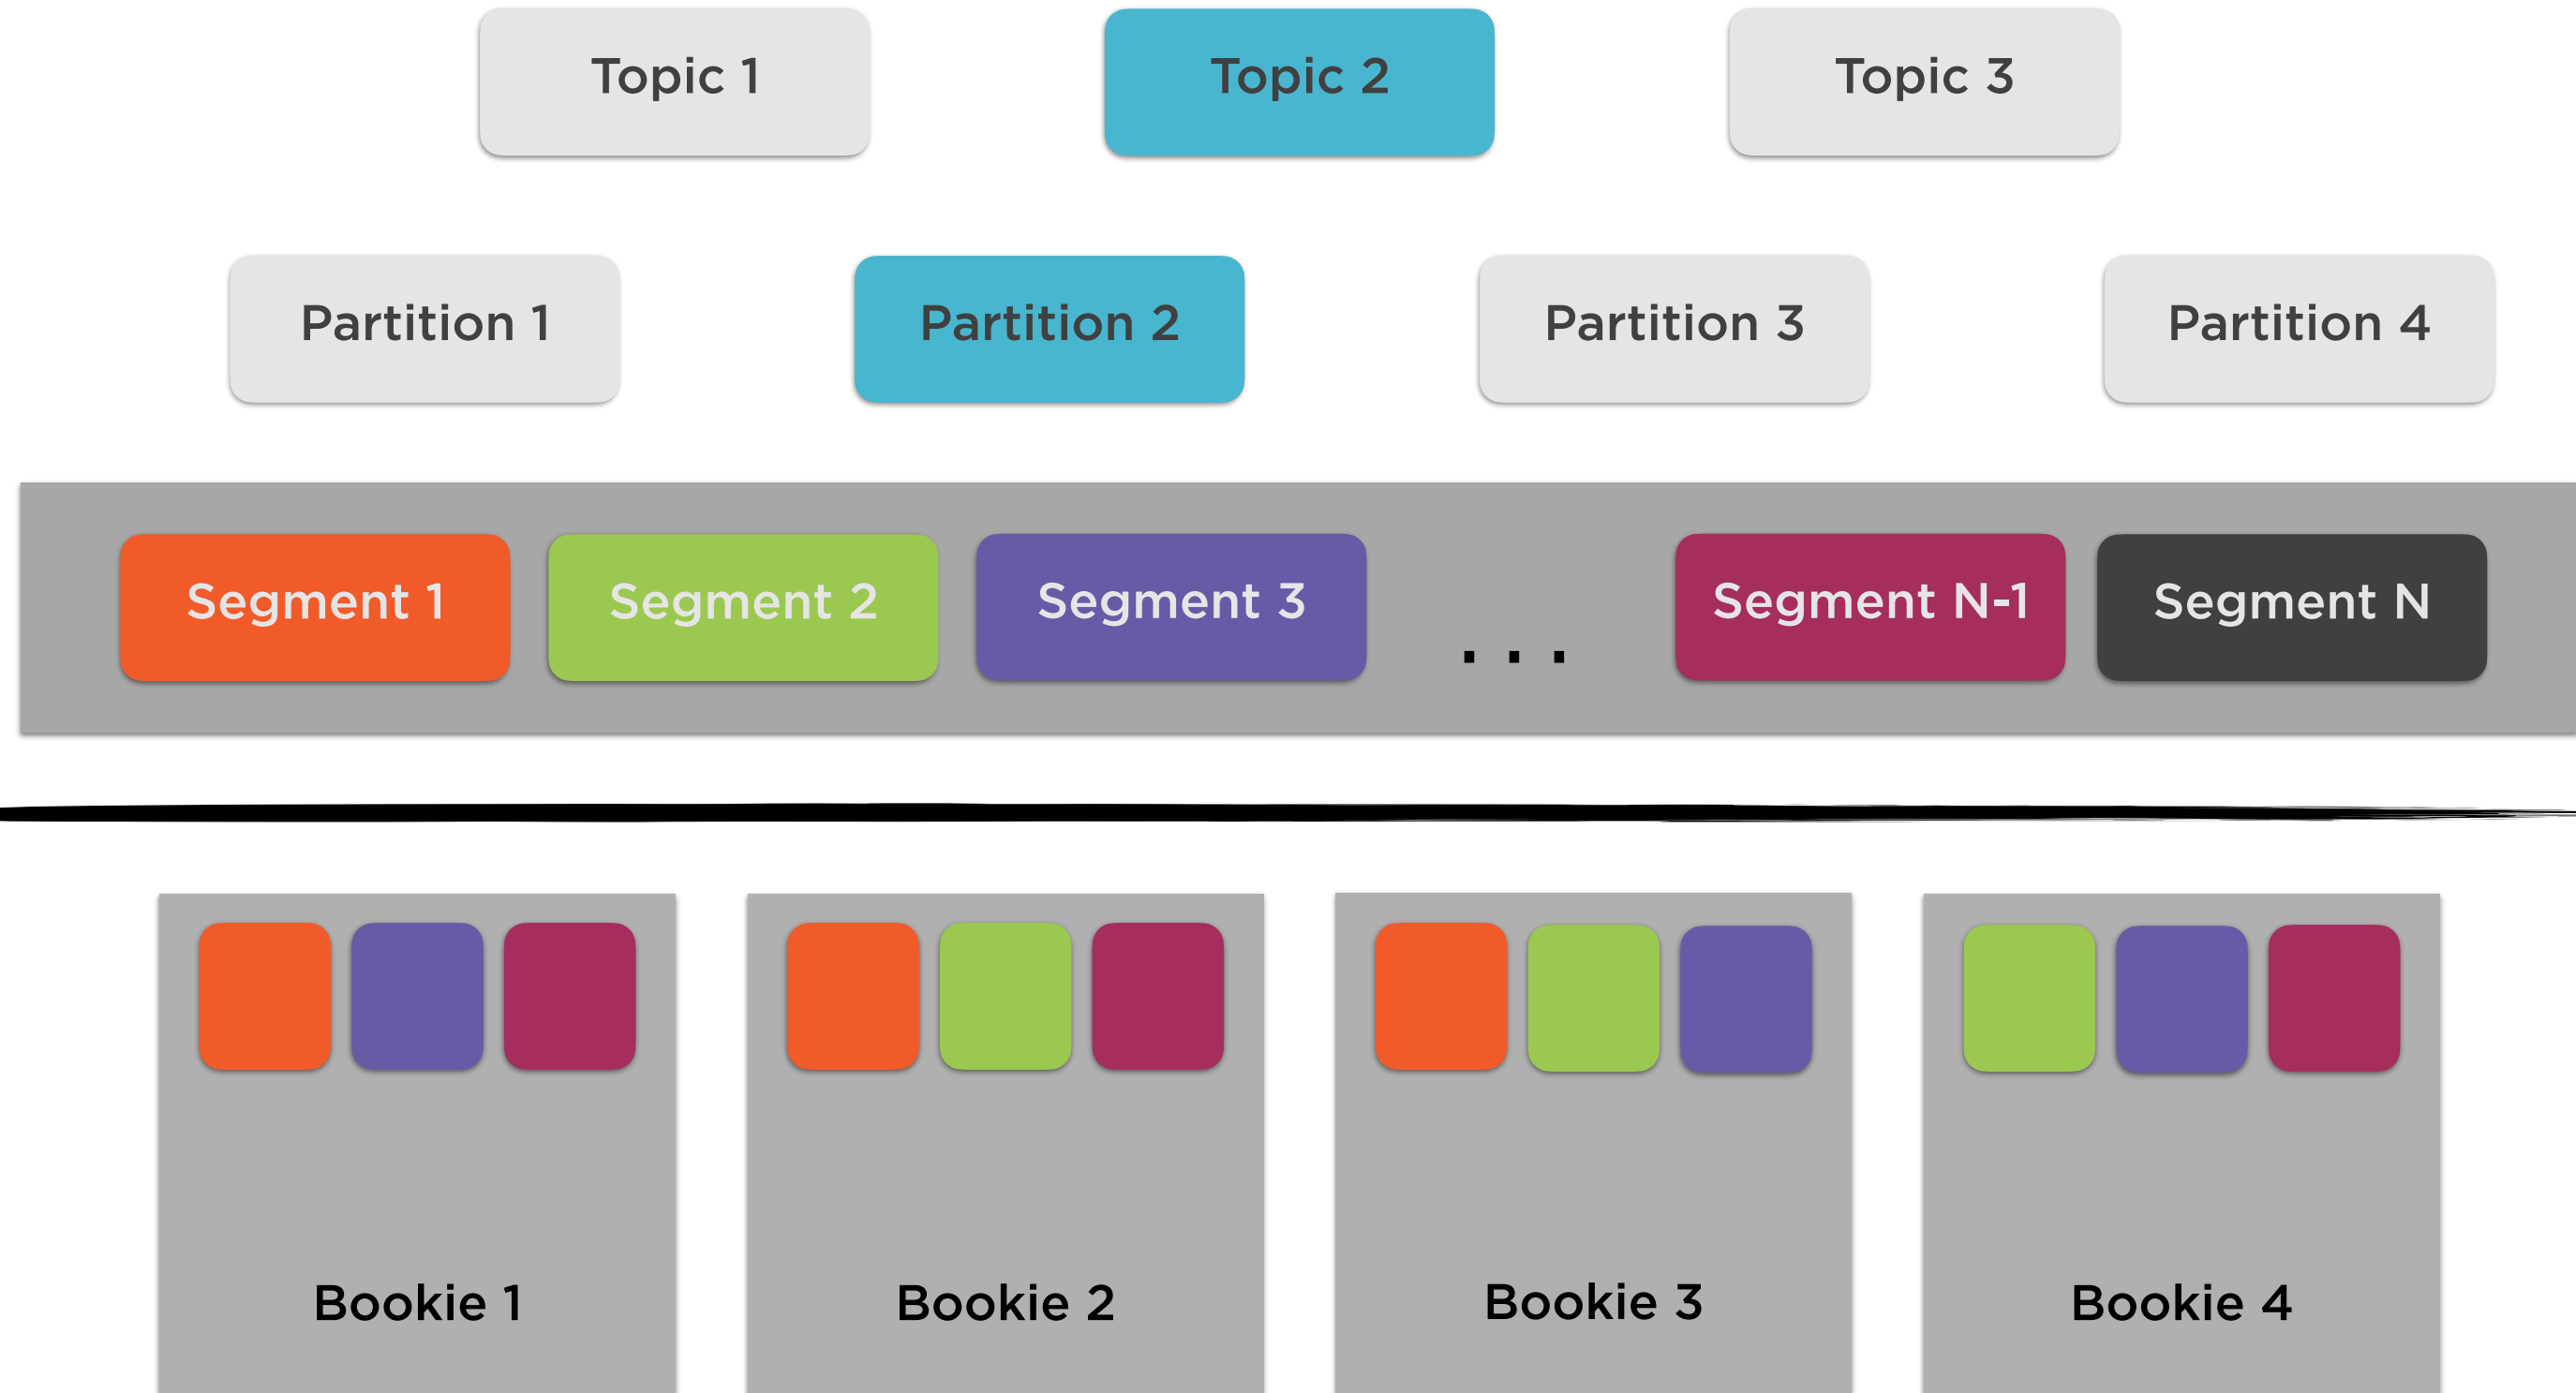 Topic 1
Topic 2
Topic 3
Partition 1
Partition 2
Partition 3
Partition 4
Segment 1
Segment 2
Segment 3
...
Segment N-1
Segment N
Bookie 1
Bookie 2
Bookie 3
Bookie 4